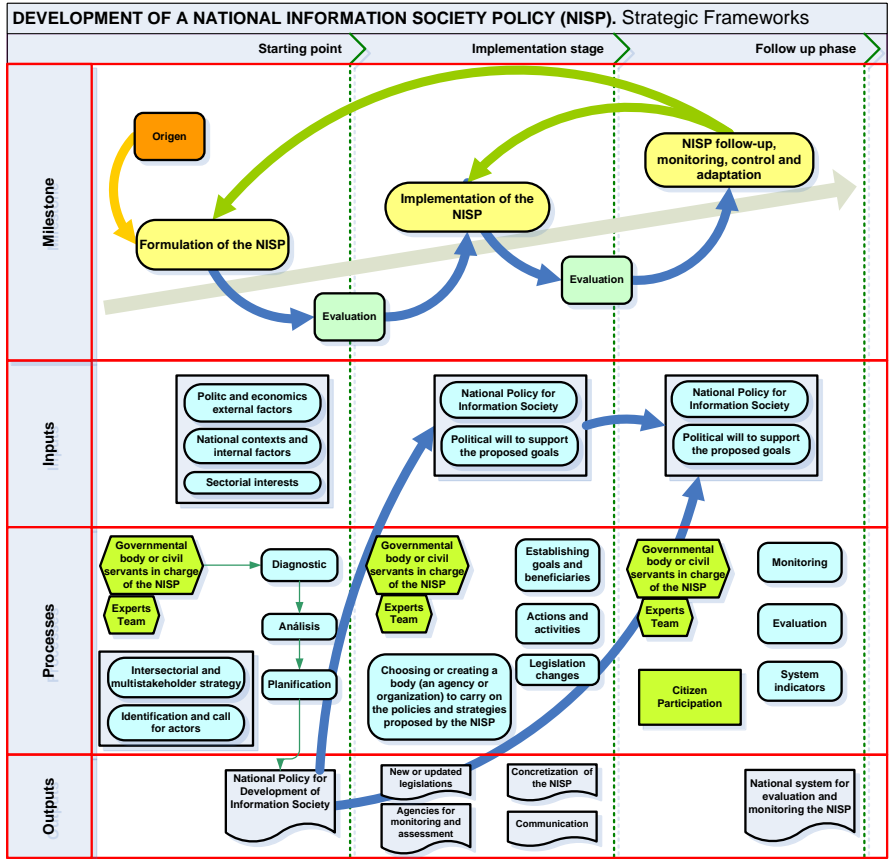 DEVELOPMENT OF A NATIONAL INFORMATION SOCIETY POLICY (NISP). Strategic Frameworks
Starting point
Implementation stage
Follow up phase
Milestone
Origen
Formulation of the NISP
Evaluation
Implementation of the
NISP
Evaluation
NISP follow-up,
monitoring, control and
adaptation
Inputs
Politc and economics
external factors
National contexts and
internal factors
Sectorial interests
National Policy for
Information Society
Political will to support
the proposed goals
National Policy for
Information Society
Political will to support
the proposed goals
Processes
Governmental
body or civil
servants in charge
of the NISP
Experts
Team
Diagnostic
Análisis
Planification
Intersectorial and
multistakeholder strategy
Identification and call
for actors
Governmental
body or civil
servants in charge
of the NISP
Experts
Team
Choosing or creating a
body (an agency or
organization) to carry on
the policies and strategies
proposed by the NISP
Establishing
goals and
beneficiaries
Actions and
activities
Legislation
changes
Governmental
body or civil
servants in charge
of the NISP
Experts
Team
Citizen
Participation
Monitoring
Evaluation
System
indicators
Outputs
National Policy for
Development of
Information Society
New or updated
legislations
Agencies for
monitoring and
assessment
Concretization of
the NISP
Communication
National system for
evaluation and
monitoring the NISP